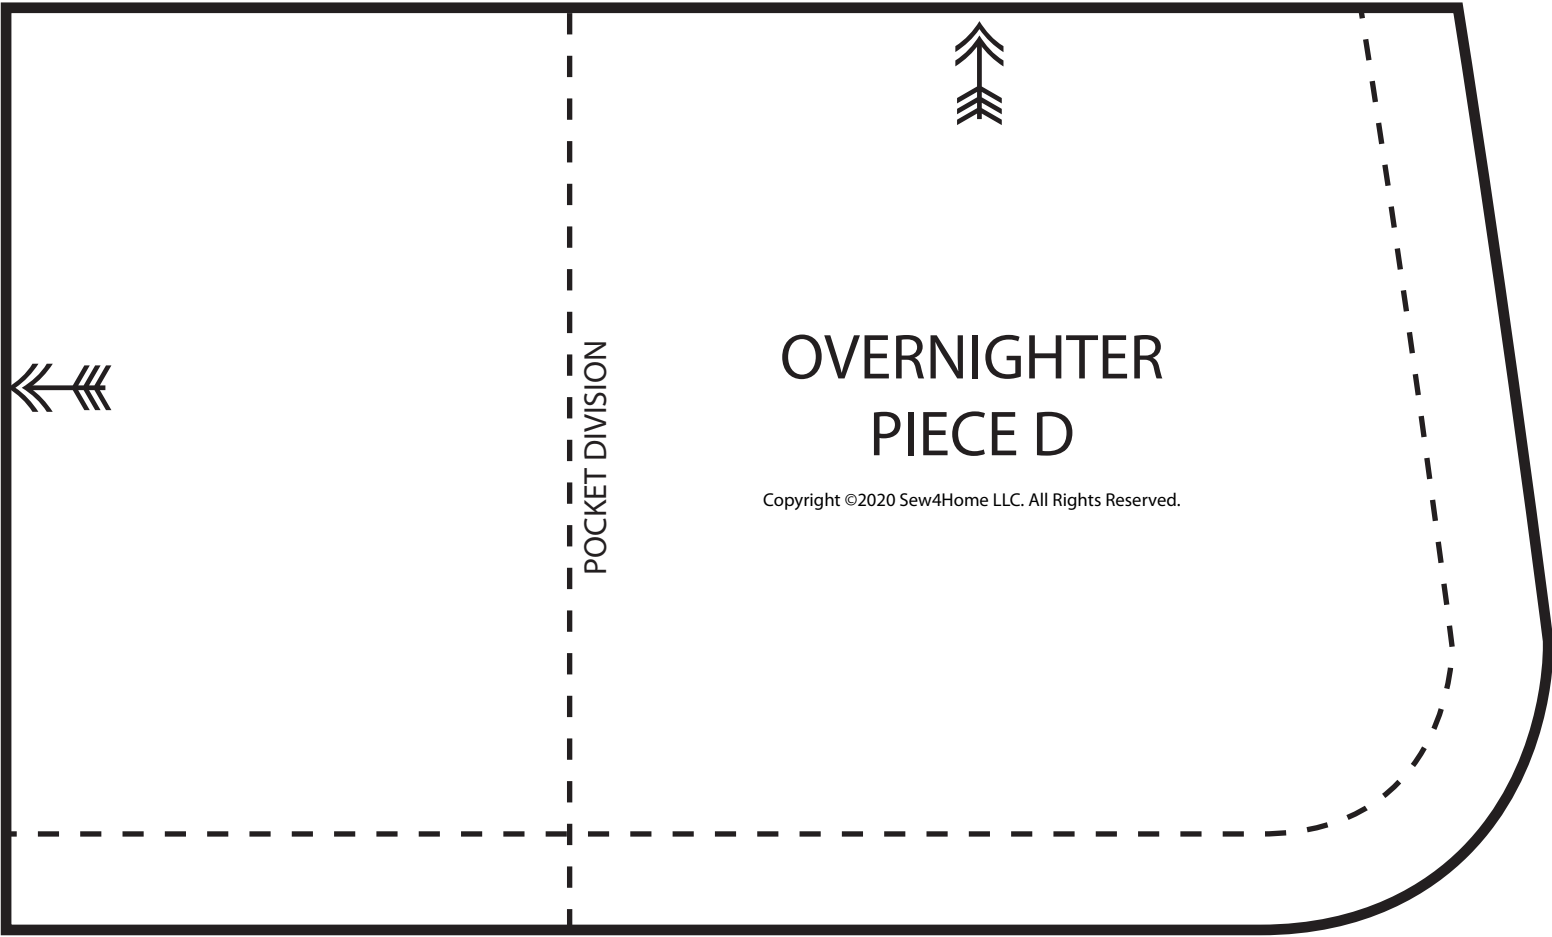 POCKET DIVISION
OVERNIGHTER
PIECE D
Copyright ©2020 Sew4Home LLC. All Rights Reserved.